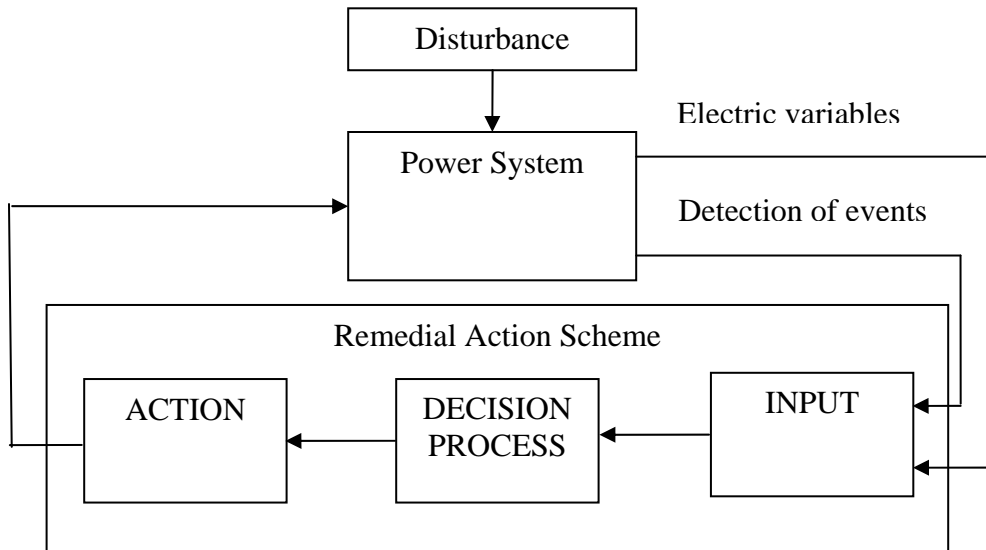 Disturbance
Electric variables
Power System
Detection of events
Remedial Action Scheme
ACTION
DECISION
PROCESS
INPUT